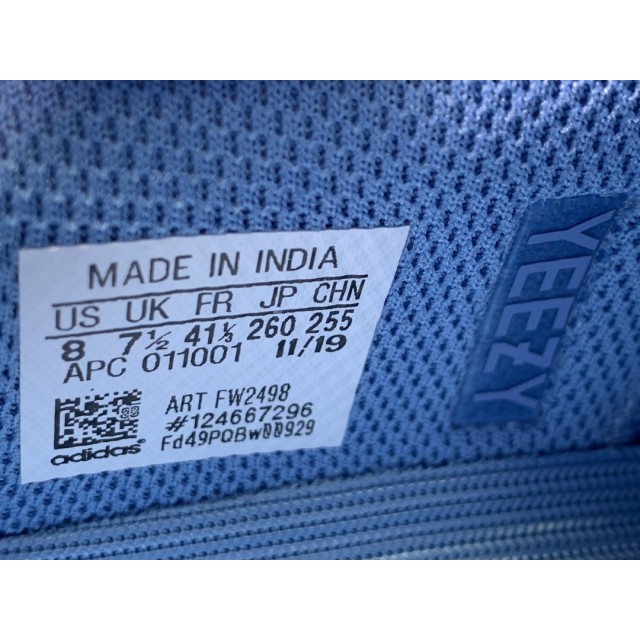 MADE IN INDIA
US UK FR JP CHN
8 7½ 41⅓ 260 255
APC 011001 11/19
ART FW2498
#124667296
Fd49PQBw00929
adidas
YEEZY